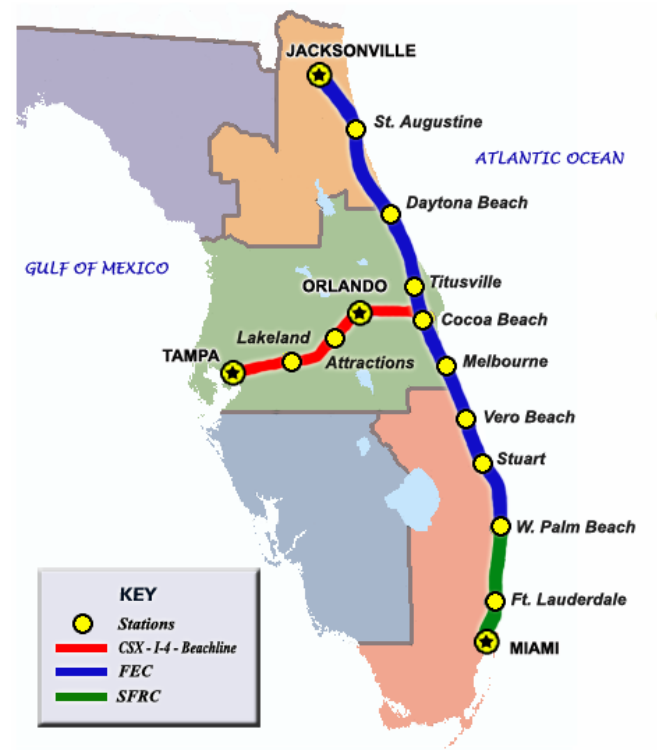 JACKSONVILLE
St. Augustine
ATLANTIC OCEAN
Daytona Beach
GULF OF MEXICO
Titusville
ORLANDO
Cocoa Beach
Lakeland
TAMPA
Attractions
Melbourne
Vero Beach
Stuart
W. Palm Beach
Ft. Lauderdale
MIAMI
KEY
Stations
CSX - I-4 - Beachline
FEC
SFRC